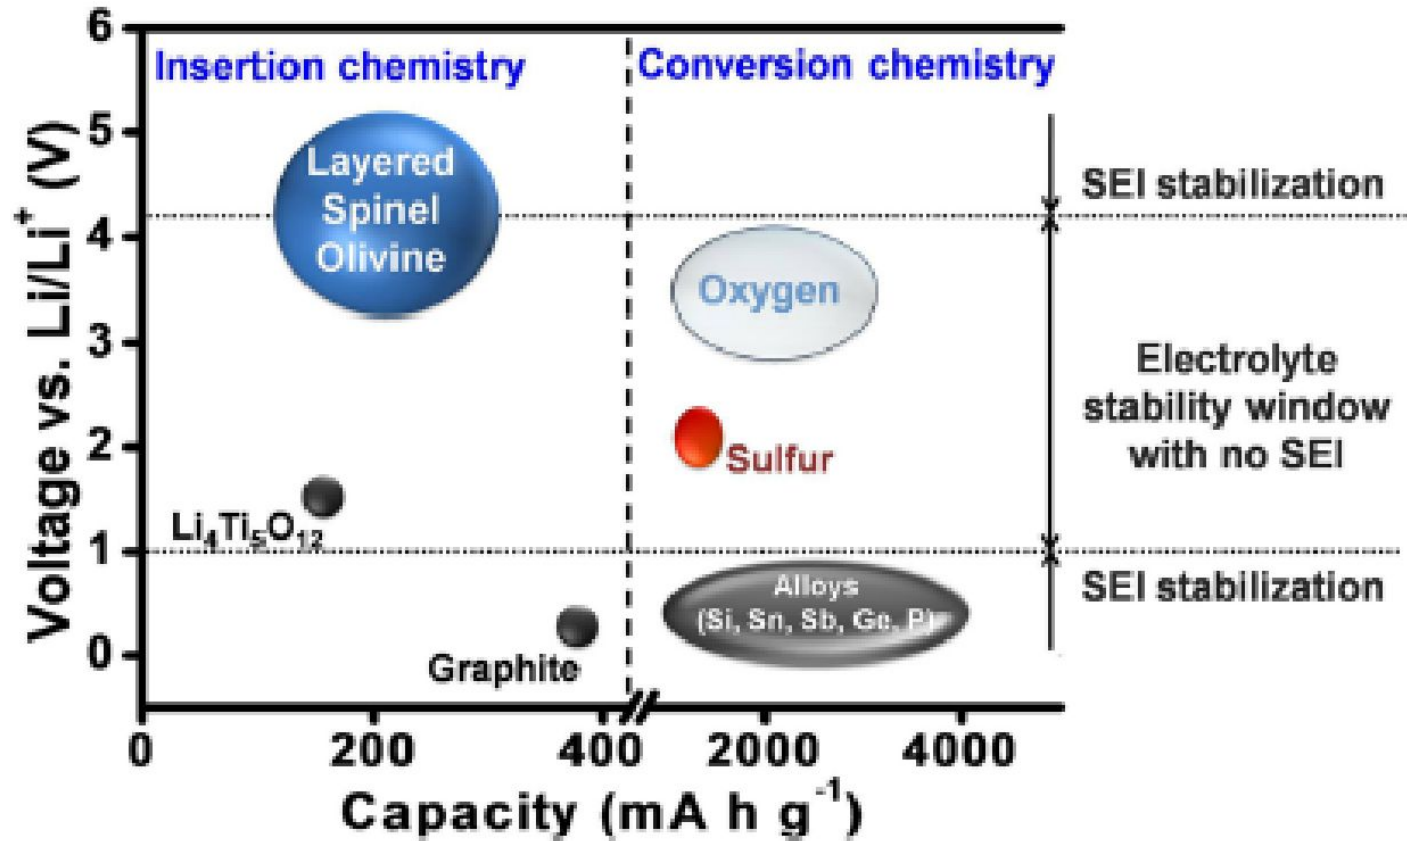 6
Insertion chemistry
Conversion chemistry
5
Layered
Spinel
Olivine
SEI stabilization
4
Oxygen
3
Electrolyte
stability window
with no SEI
2
Sulfur
Li₄Ti₅O₁₂
1
Alloys
(Si, Sn, Sb, Ge, P)
SEI stabilization
0
Graphite
Voltage vs. Li/Li⁺ (V)
0 200 400 2000 4000
Capacity (mA h g⁻¹)